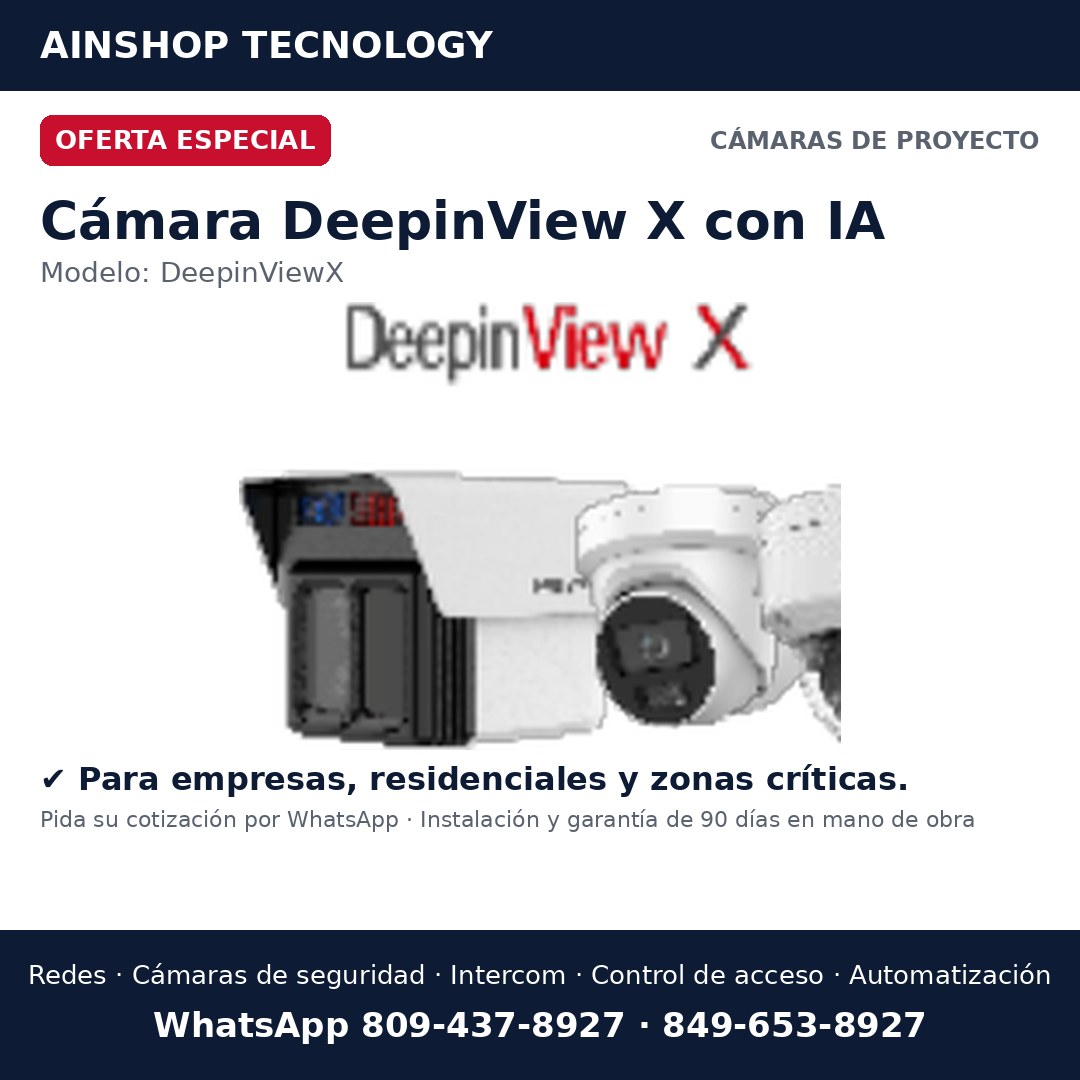 AINSHOP TECNOLOGY
OFERTA ESPECIAL
CÁMARAS DE PROYECTO
Cámara DeepinView X con IA
Modelo: DeepinViewX
DeepinView X
✔ Para empresas, residenciales y zonas críticas.
Pida su cotización por WhatsApp · Instalación y garantía de 90 días en mano de obra
Redes · Cámaras de seguridad · Intercom · Control de acceso · Automatización
WhatsApp 809-437-8927 · 849-653-8927